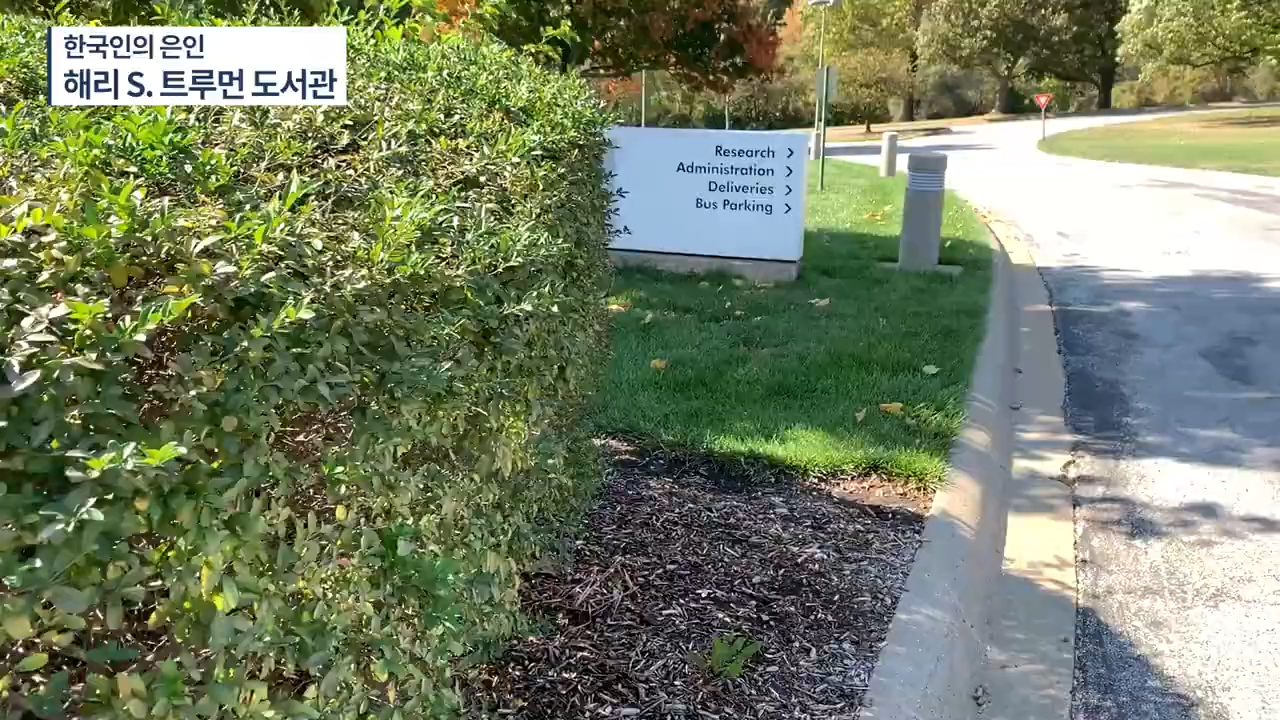 한국인의 은인
해리 S. 트루먼 도서관
Research >
Administration >
Deliveries >
Bus Parking >